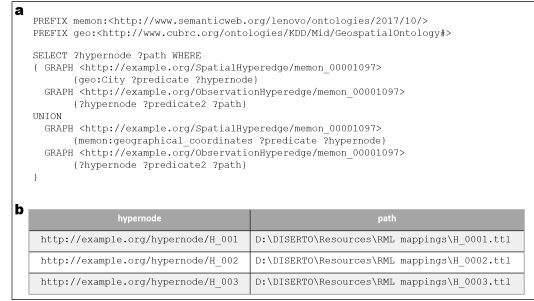 a
PREFIX memon:<http://www.semanticweb.org/lenovo/ontologies/2017/10/>
PREFIX geo:<http://www.cubrc.org/ontologies/KDD/Mid/GeospatialOntology#>
SELECT ?hypernode ?path WHERE
{ GRAPH <http://example.org/SpatialHyperedge/memon_00001097>
{geo:City ?predicate ?hypernode}
GRAPH <http://example.org/ObservationHyperedge/memon_00001097>
{?hypernode ?predicate2 ?path}
UNION
GRAPH <http://example.org/SpatialHyperedge/memon_00001097>
{memon:geographical_coordinates ?predicate ?hypernode}
GRAPH <http://example.org/ObservationHyperedge/memon_00001097>
{?hypernode ?predicate2 ?path}
}
b
hypernode path
http://example.org/hypernode/H_001 D:\DISERTO\Resources\RML mappings\H_0001.ttl
http://example.org/hypernode/H_002 D:\DISERTO\Resources\RML mappings\H_0002.ttl
http://example.org/hypernode/H_003 D:\DISERTO\Resources\RML mappings\H_0003.ttl